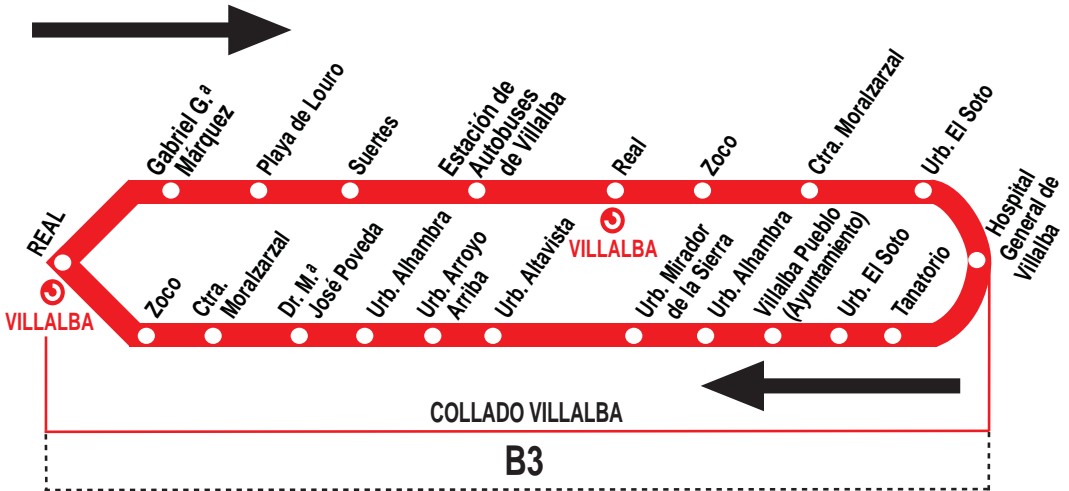 Gabriel G.ª
Márquez
Playa de Louro
Suertes
Estación de
Autobuses
de Villalba
Real
Zoco
Ctra. Moralzarzal
Urb. El Soto
Hospital
General de
Villalba
VILLALBA
REAL
VILLALBA
Zoco
Ctra.
Moralzarzal
Dr. M.ª
José Poveda
Urb. Alhambra
Urb. Arroyo
Arriba
Urb. Altavista
Urb. Mirador
de la Sierra
Urb. Alhambra
Villalba Pueblo
(Ayuntamiento)
Urb. El Soto
Tanatorio
COLLADO VILLALBA
B3